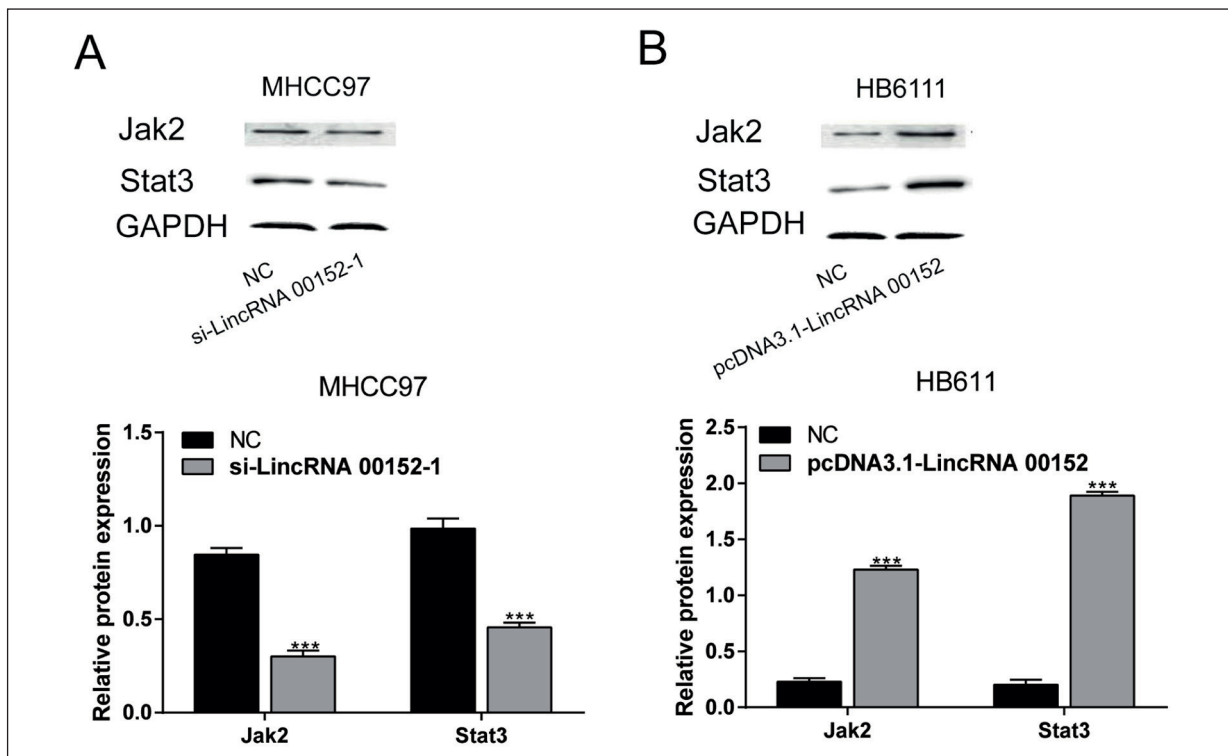 A
MHCC97
Jak2
Stat3
GAPDH
NC
si-LincRNA 00152-1
MHCC97
Relative protein expression
1.5
1.0
0.5
0.0
NC
si-LincRNA 00152-1
***
***
Jak2
Stat3
B
HB6111
Jak2
Stat3
GAPDH
NC
pcDNA3.1-LincRNA 00152
HB611
Relative protein expression
2.5
2.0
1.5
1.0
0.5
0.0
NC
pcDNA3.1-LincRNA 00152
***
***
Jak2
Stat3